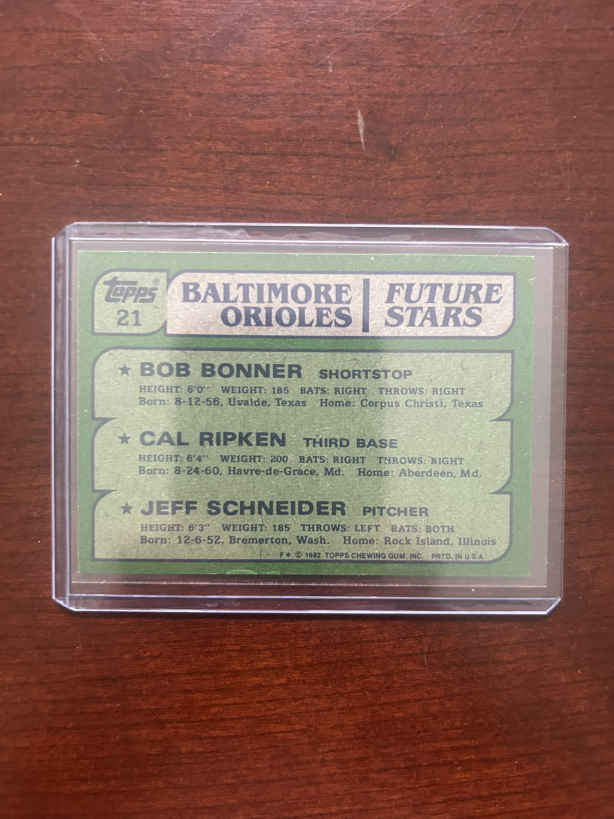 topps
21
BALTIMORE ORIOLES
FUTURE STARS
★ BOB BONNER SHORTSTOP
HEIGHT: 6'0" WEIGHT: 185 BATS: RIGHT THROWS: RIGHT
Born: 8-12-56, Uvalde, Texas Home: Corpus Christi, Texas
★ CAL RIPKEN THIRD BASE
HEIGHT: 6'4" WEIGHT: 200 BATS: RIGHT THROWS: RIGHT
Born: 8-24-60, Havre-de-Grace, Md. Home: Aberdeen, Md.
★ JEFF SCHNEIDER PITCHER
HEIGHT: 6'3" WEIGHT: 185 THROWS: LEFT BATS: BOTH
Born: 12-6-52, Bremerton, Wash. Home: Rock Island, Illinois
F★ © 1982 TOPPS CHEWING GUM, INC. PRTD. IN U.S.A.